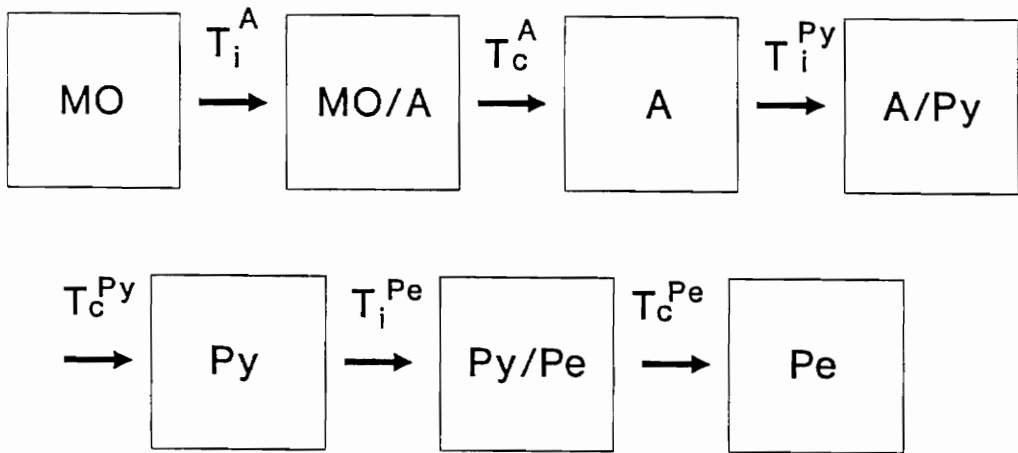 T_i^A T_c^A T_i^Py
MO MO/A A A/Py
T_c^Py T_i^Pe T_c^Pe
Py Py/Pe Pe